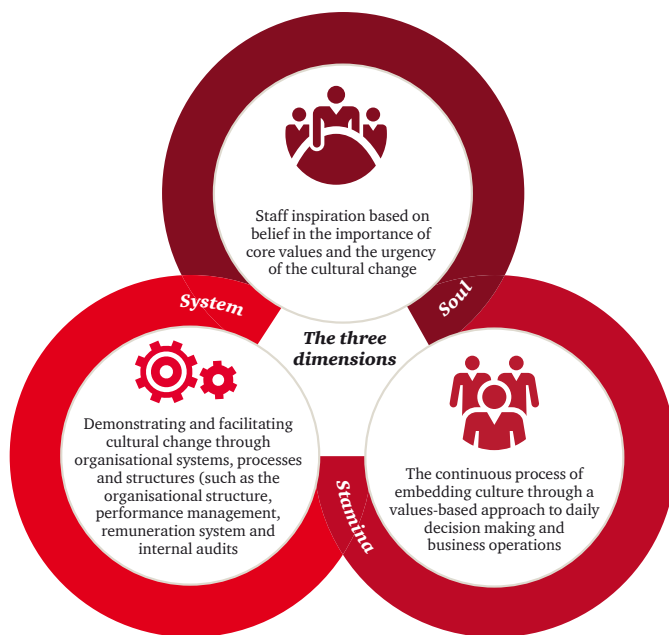 Staff inspiration based on
belief in the importance of
core values and the urgency
of the cultural change
System
Soul
The three
dimensions
Demonstrating and facilitating
cultural change through
organisational systems, processes
and structures (such as the
organisational structure,
performance management,
remuneration system and
internal audits
The continuous process of
embedding culture through a
values-based approach to daily
decision making and
business operations
Stamina